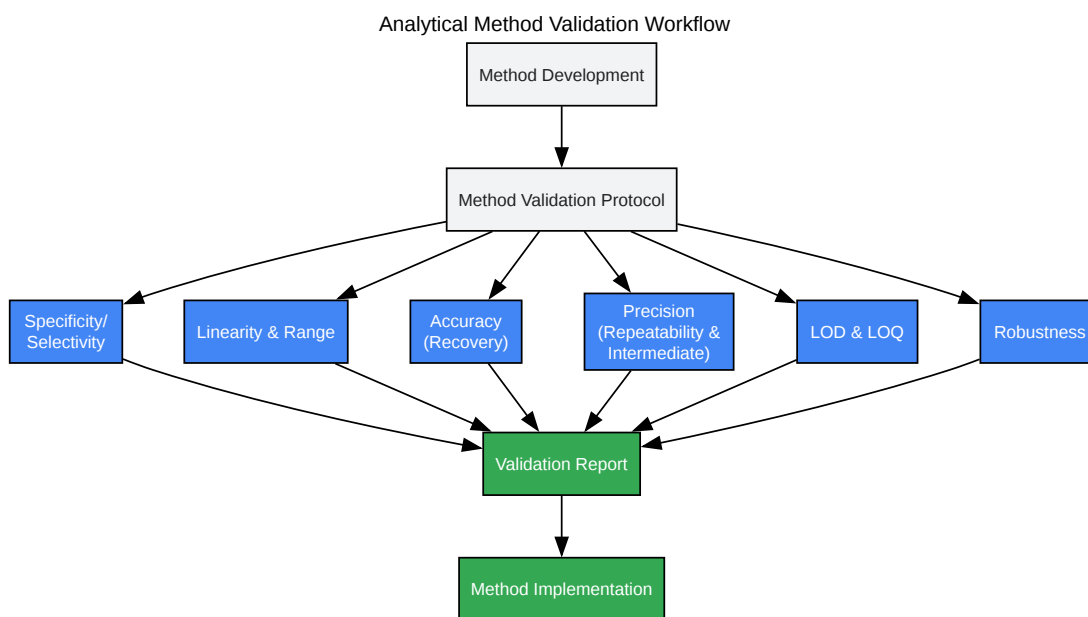 Analytical Method Validation Workflow
Method Development
Method Validation Protocol
Specificity/
Selectivity
Linearity & Range
Accuracy
(Recovery)
Precision
(Repeatability &
Intermediate)
LOD & LOQ
Robustness
Validation Report
Method Implementation